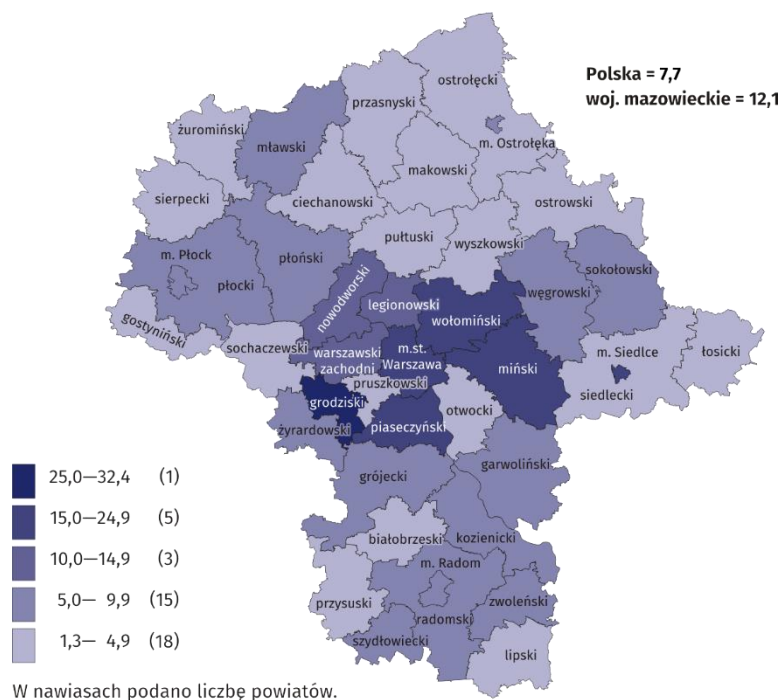 Polska = 7,7
woj. mazowieckie = 12,1
ostrołęcki
przasnyski
m. Ostrołęka
żuromiński
mławski
makowski
sierpecki
ciechanowski
ostrowski
pułtuski
wyszkowski
m. Płock
płoński
płocki
sokołowski
węgrowski
nowodworski
legionowski
wołomiński
gostyniński
sochaczewski
warszawski
zachodni
m.st.
Warszawa
m. Siedlce
łosicki
pruszkowski
miński
siedlecki
grodziski
otwocki
piaseczyński
żyrardowski
garwoliński
grójecki
białobrzeski
kozienicki
m. Radom
przysuski
zwoleński
radomski
szydłowiecki
lipski
25,0—32,4 (1)
15,0—24,9 (5)
10,0—14,9 (3)
5,0— 9,9 (15)
1,3— 4,9 (18)
W nawiasach podano liczbę powiatów.